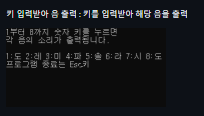 키 입력받아 음 출력 : 키를 입력받아 해당 음을 출력
1부터 8까지 숫자 키를 누르면
각 음의 소리가 출력됩니다.
1:도 2:레 3:미 4:파 5:솔 6:라 7:시 8:도
프로그램 종료는 Esc키